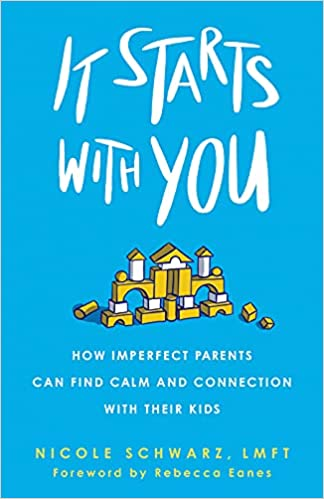 IT STARTS
WITH YOU
HOW IMPERFECT PARENTS
CAN FIND CALM AND CONNECTION
WITH THEIR KIDS
NICOLE SCHWARZ, LMFT
Foreword by Rebecca Eanes